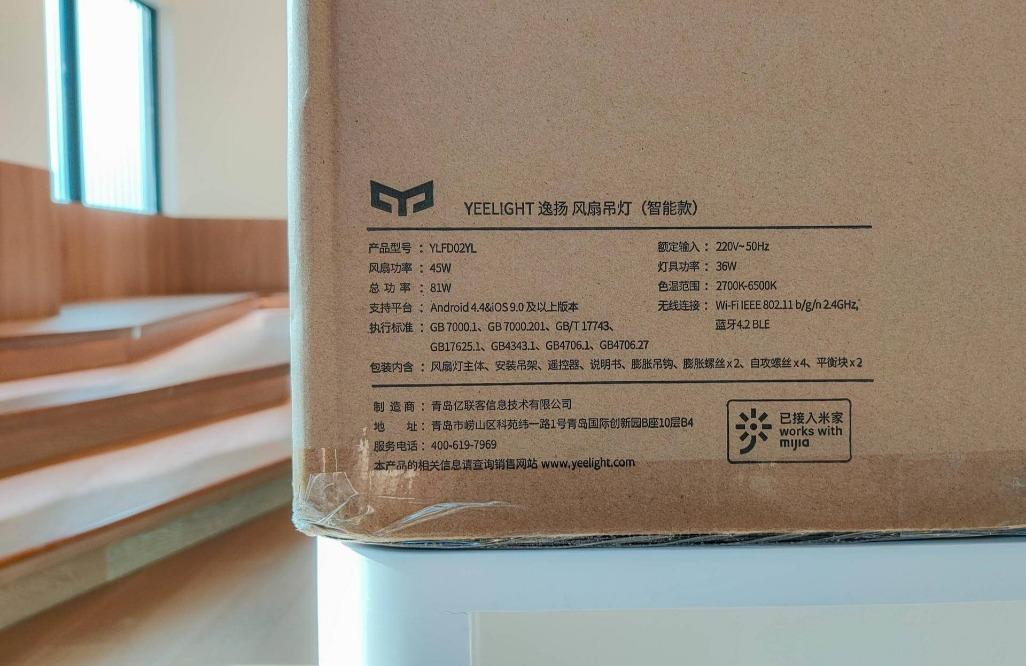 YEELIGHT 逸扬 风扇吊灯（智能款）
产品型号：YLFD02YL
额定输入：220V~50Hz
风扇功率：45W
灯具功率：36W
总 功 率：81W
色温范围：2700K-6500K
支持平台：Android 4.4&iOS 9.0 及以上版本
无线连接：Wi-Fi IEEE 802.11 b/g/n 2.4GHz,
蓝牙4.2 BLE
执行标准：GB 7000.1、GB 7000.201、GB/T 17743、
GB17625.1、GB4343.1、GB4706.1、GB4706.27
包装内含：风扇灯主体、安装吊架、遥控器、说明书、膨胀吊钩、膨胀螺丝x2、自攻螺丝x4、平衡块x2
制 造 商：青岛亿联客信息技术有限公司
地 址：青岛市崂山区科苑纬一路1号青岛国际创新园B座10层B4
服务电话：400-619-7969
本产品的相关信息请查询销售网站 www.yeelight.com
已接入米家
works with
mijia